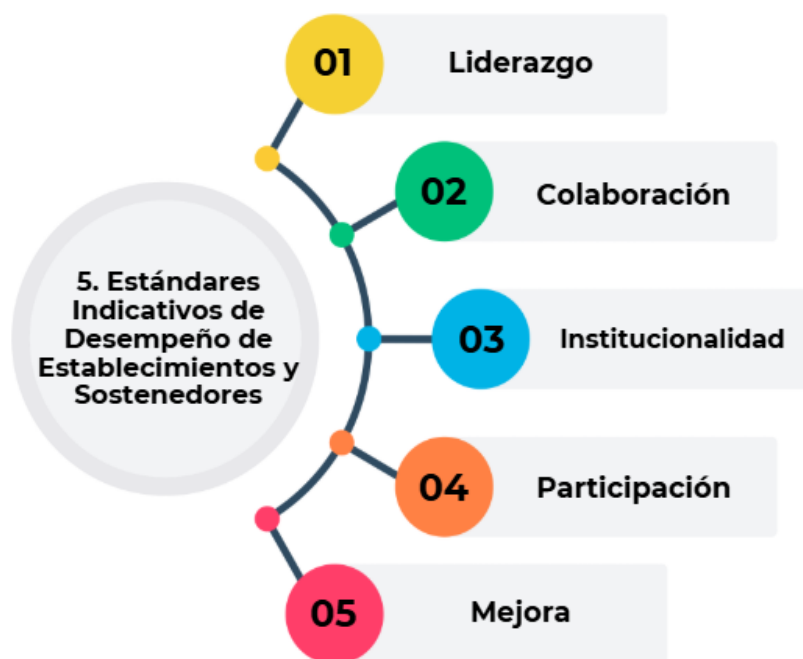 5. Estándares
Indicativos de
Desempeño de
Establecimientos y
Sostenedores
01
Liderazgo
02
Colaboración
03
Institucionalidad
04
Participación
05
Mejora